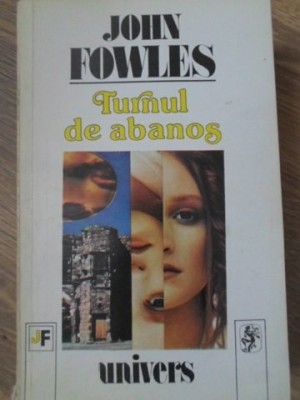 JOHN
FOWLES
Turnul
de abanos
JF
univers